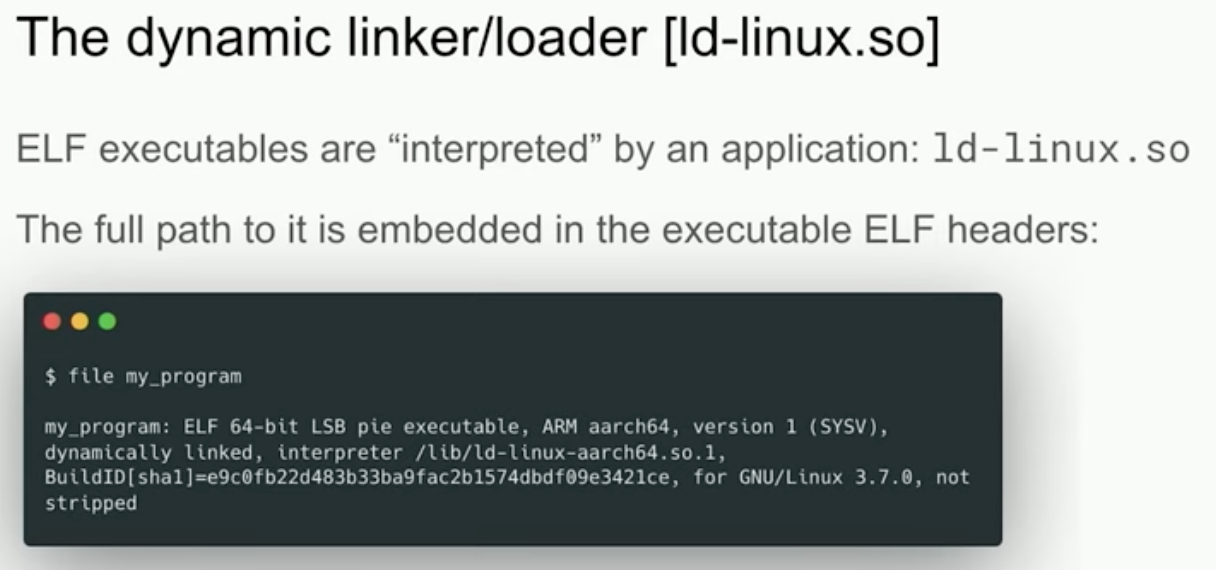 The dynamic linker/loader [ld-linux.so]
ELF executables are “interpreted” by an application: ld-linux.so
The full path to it is embedded in the executable ELF headers:
$ file my_program
my_program: ELF 64-bit LSB pie executable, ARM aarch64, version 1 (SYSV),
dynamically linked, interpreter /lib/ld-linux-aarch64.so.1,
BuildID[sha1]=e9c0fb22d483b33ba9fac2b1574dbdf09e3421ce, for GNU/Linux 3.7.0, not
stripped